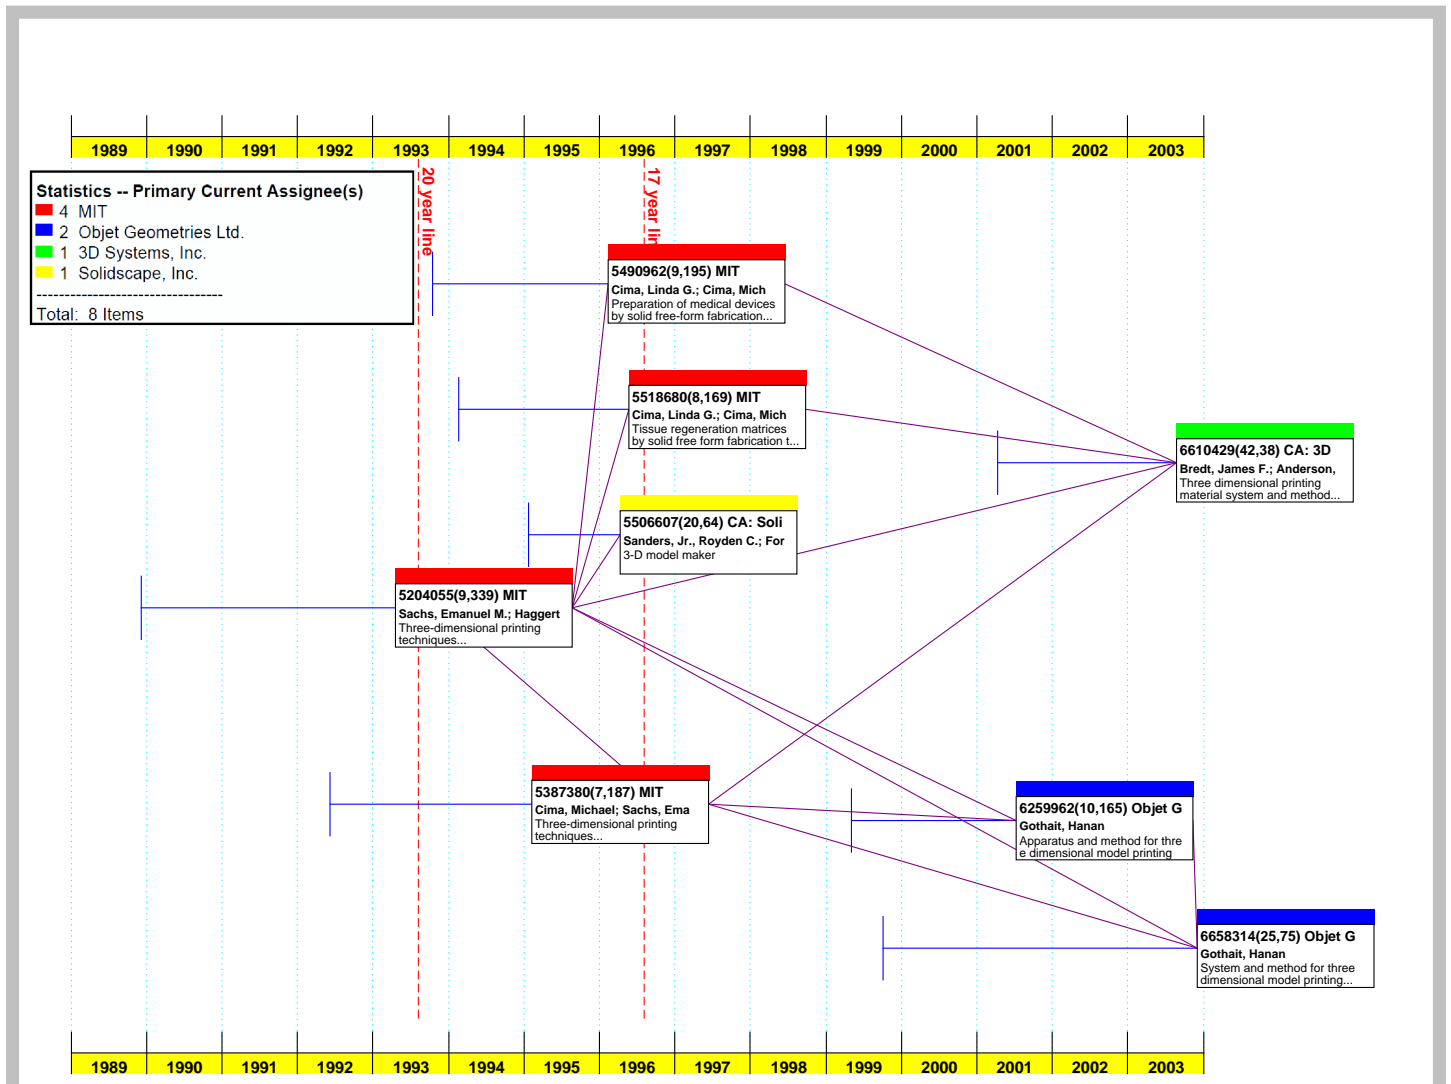 1989 1990 1991 1992 1993 1994 1995 1996 1997 1998 1999 2000 2001 2002 2003
Statistics -- Primary Current Assignee(s)
4 MIT
2 Objet Geometries Ltd.
1 3D Systems, Inc.
1 Solidscape, Inc.
----------------------------------
Total: 8 Items
20 year line
17 year lin
5490962(9,195) MIT
Cima, Linda G.; Cima, Mich
Preparation of medical devices
by solid free-form fabrication...
5518680(8,169) MIT
Cima, Linda G.; Cima, Mich
Tissue regeneration matrices
by solid free form fabrication t...
6610429(42,38) CA: 3D
Bredt, James F.; Anderson,
Three dimensional printing
material system and method...
5506607(20,64) CA: Soli
Sanders, Jr., Royden C.; For
3-D model maker
5204055(9,339) MIT
Sachs, Emanuel M.; Haggert
Three-dimensional printing
techniques...
5387380(7,187) MIT
Cima, Michael; Sachs, Ema
Three-dimensional printing
techniques...
6259962(10,165) Objet G
Gothait, Hanan
Apparatus and method for thre
e dimensional model printing
6658314(25,75) Objet G
Gothait, Hanan
System and method for three
dimensional model printing...
1989 1990 1991 1992 1993 1994 1995 1996 1997 1998 1999 2000 2001 2002 2003